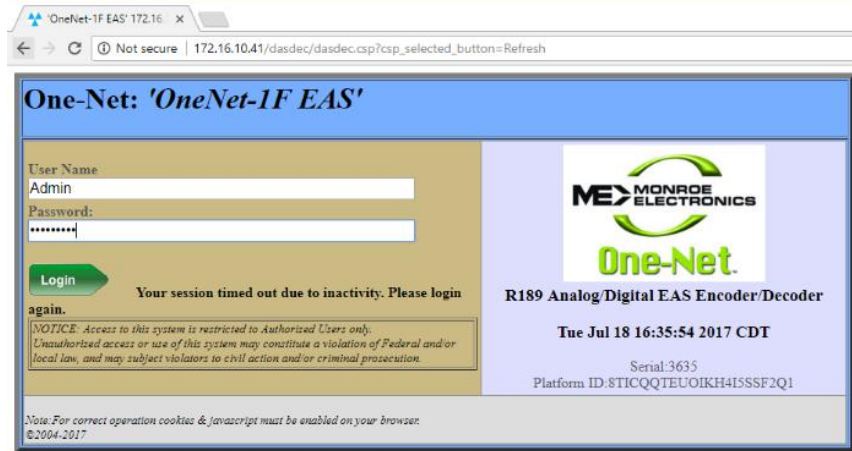 'OneNet-1F EAS' 172.16
Not secure | 172.16.10.41/dasdec/dasdec.csp?csp_selected_button=Refresh
One-Net: 'OneNet-1F EAS'
User Name
Admin
Password:
•••••••••
Login
Your session timed out due to inactivity. Please login
again.
NOTICE: Access to this system is restricted to Authorized Users only.
Unauthorized access or use of this system may constitute a violation of Federal and/or
local law, and may subject violators to civil action and/or criminal prosecution.
ME MONROE
ELECTRONICS
One-Net.
R189 Analog/Digital EAS Encoder/Decoder
Tue Jul 18 16:35:54 2017 CDT
Serial:3635
Platform ID:8TICQQTEUOIKH4I5SSF2Q1
Note:For correct operation cookies & javascript must be enabled on your browser.
©2004-2017